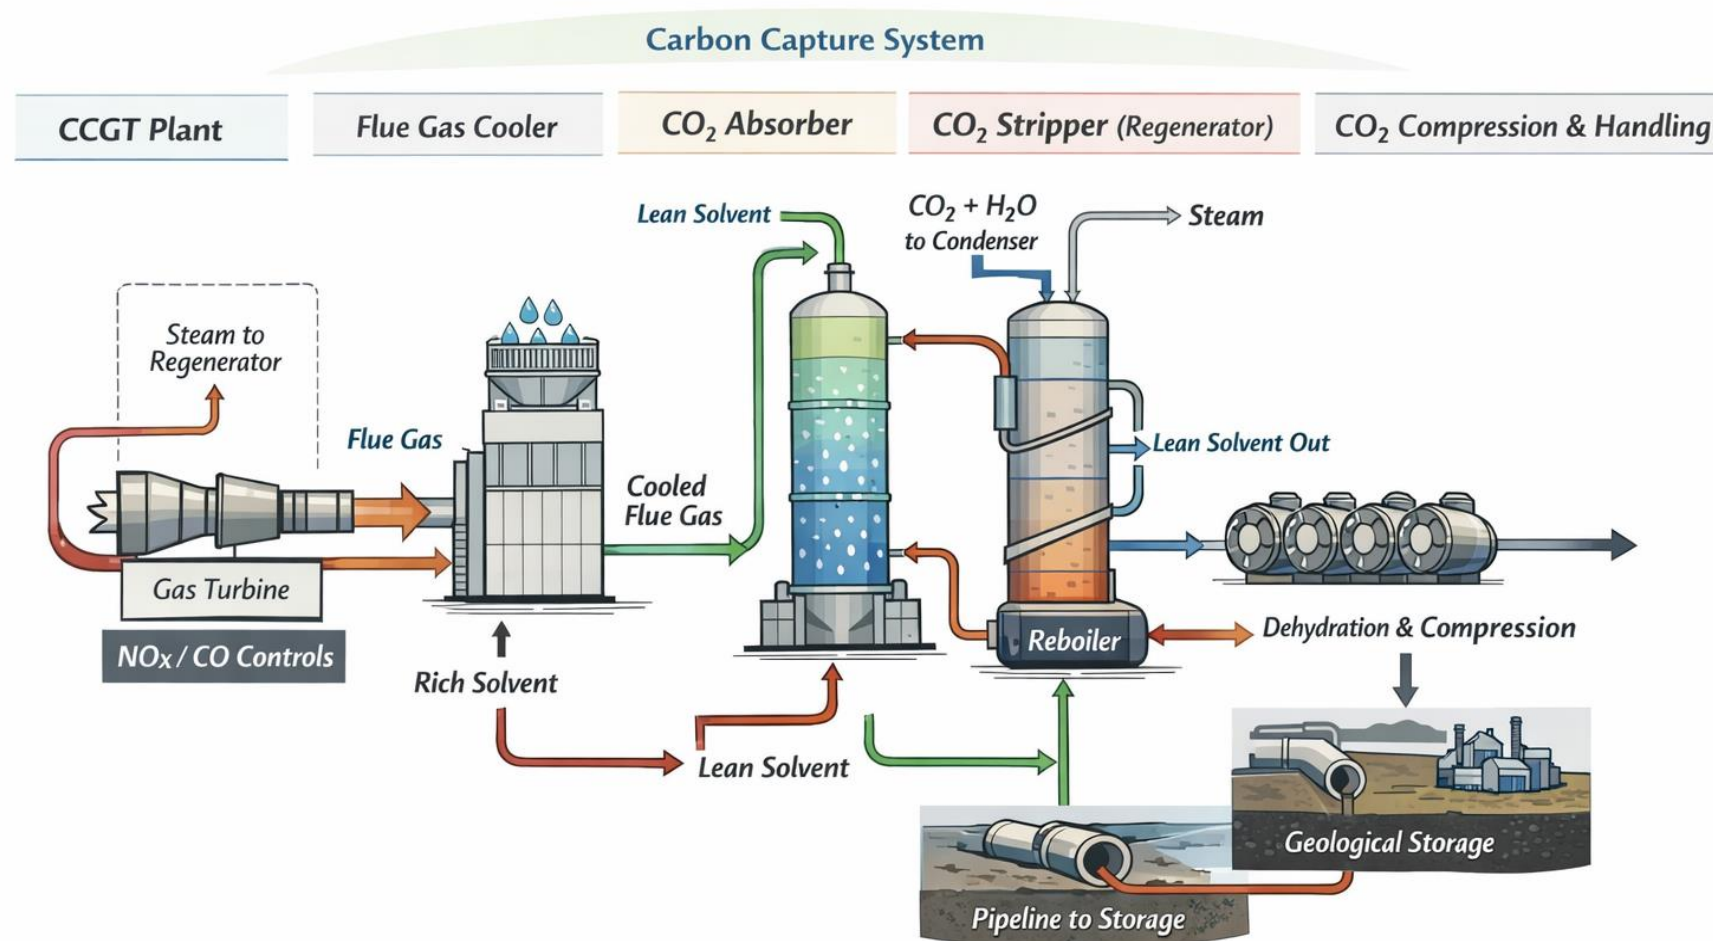 Carbon Capture System
CCGT Plant
Flue Gas Cooler
CO₂ Absorber
CO₂ Stripper (Regenerator)
CO₂ Compression & Handling
Lean Solvent
CO₂ + H₂O
to Condenser
Steam
Steam to
Regenerator
Flue Gas
Cooled
Flue Gas
Lean Solvent Out
Gas Turbine
NOx / CO Controls
Rich Solvent
Reboiler
Dehydration & Compression
Lean Solvent
Geological Storage
Pipeline to Storage